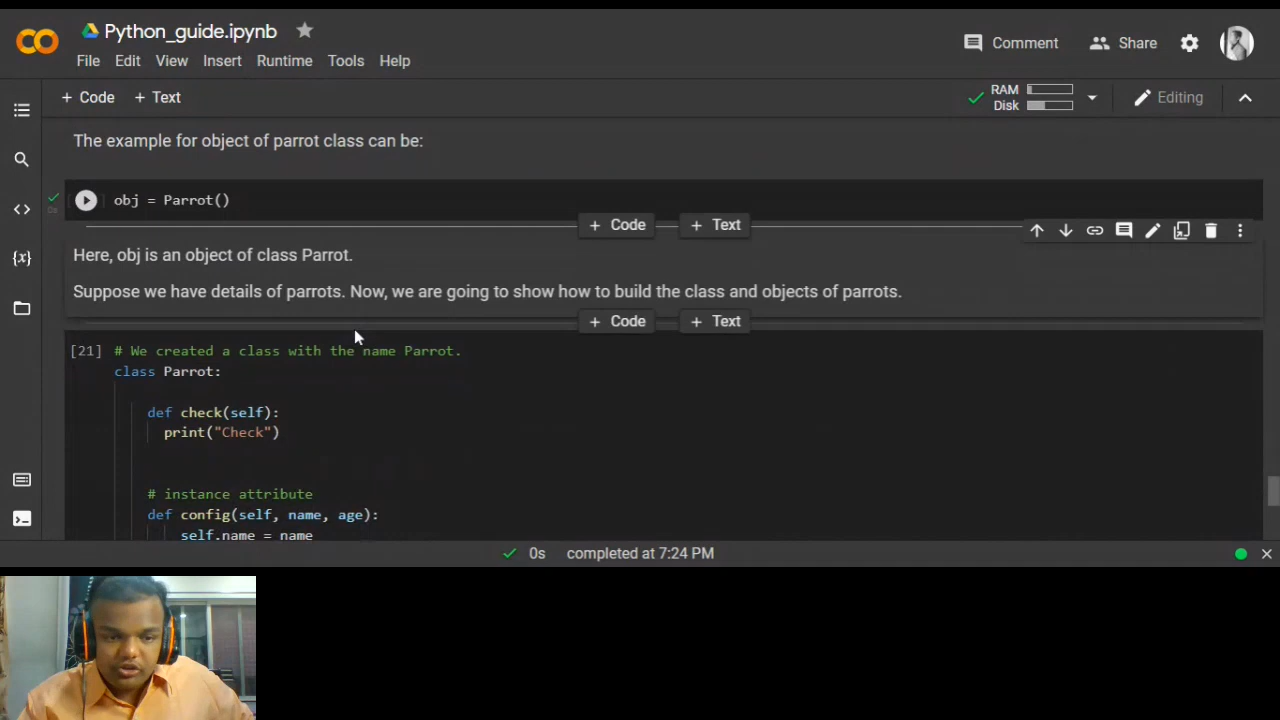 Python_guide.ipynb
File Edit View Insert Runtime Tools Help
Comment Share
+ Code + Text
RAM
Disk
Editing
The example for object of parrot class can be:
obj = Parrot()
0s
+ Code + Text
Here, obj is an object of class Parrot.
Suppose we have details of parrots. Now, we are going to show how to build the class and objects of parrots.
+ Code + Text
[21] # We created a class with the name Parrot.
class Parrot:
def check(self):
print("Check")
# instance attribute
def config(self, name, age):
self.name = name
0s completed at 7:24 PM